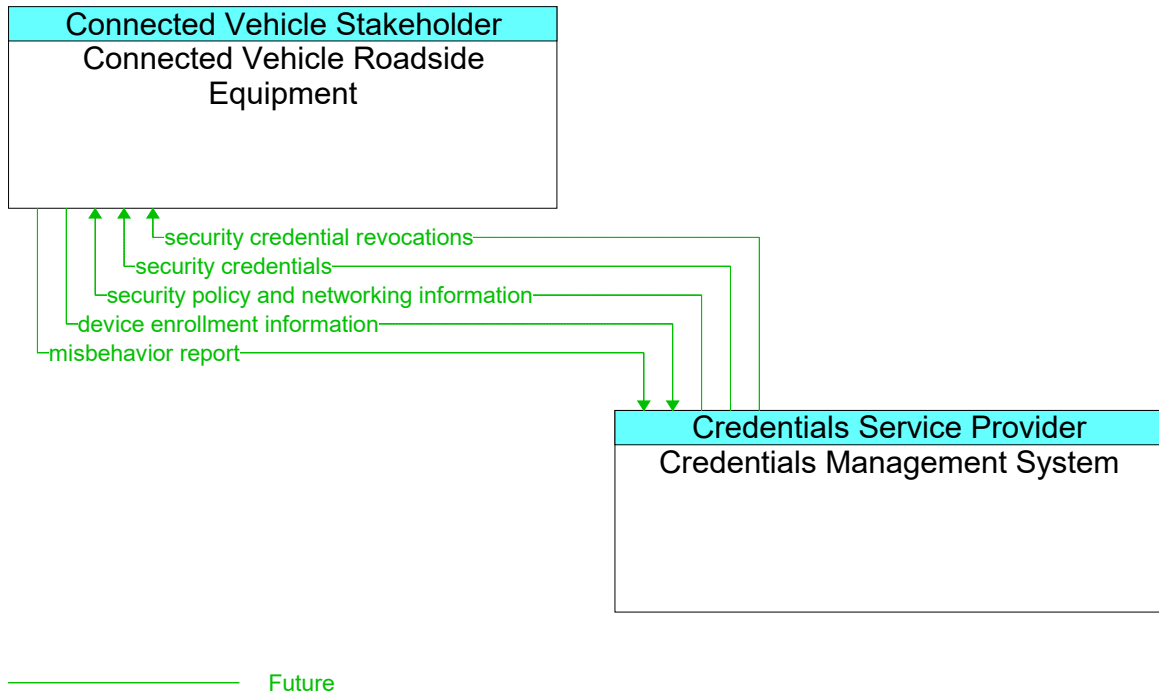 Connected Vehicle Stakeholder
Connected Vehicle Roadside
Equipment
security credential revocations
security credentials
security policy and networking information
device enrollment information
misbehavior report
Credentials Service Provider
Credentials Management System
Future